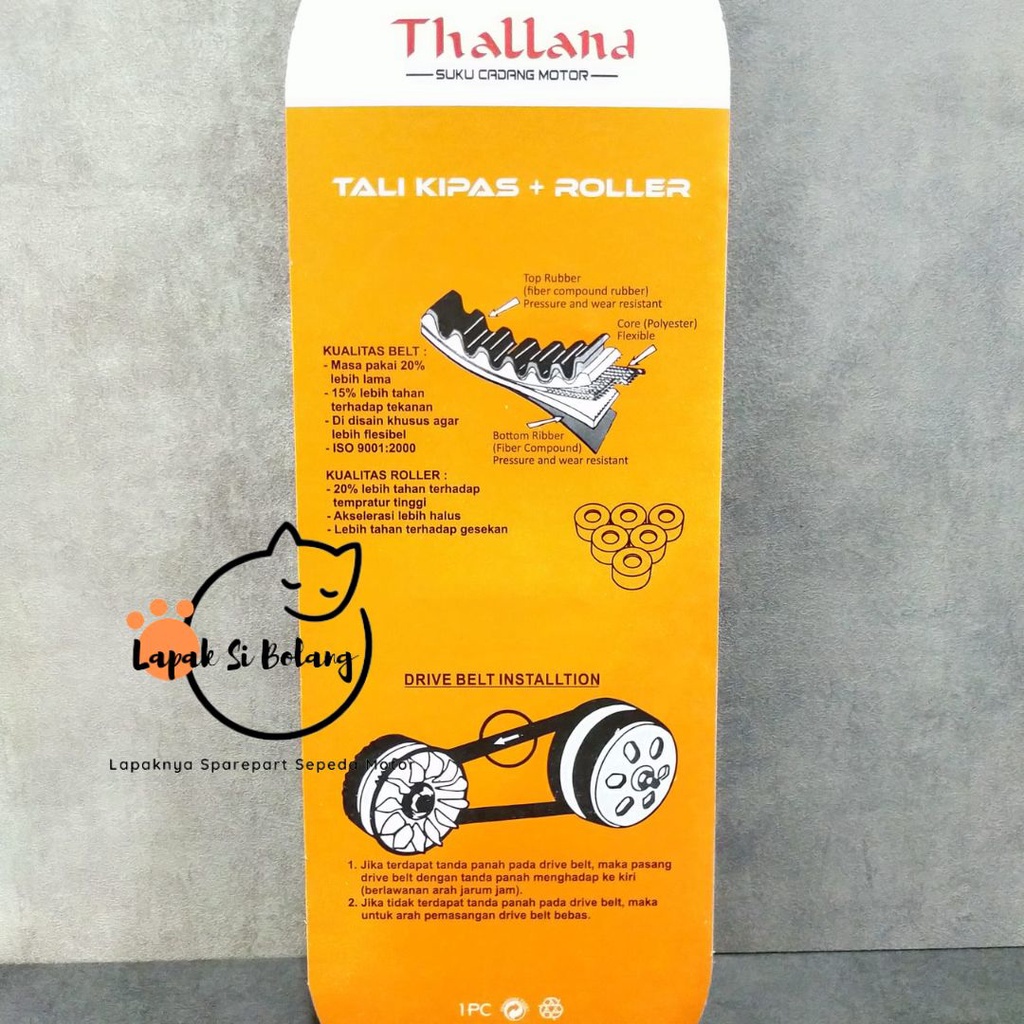 Thalland
SUKU CADANG MOTOR
TALI KIPAS + ROLLER
Top Rubber
(fiber compound rubber)
Pressure and wear resistant
Core (Polyester)
Flexible
KUALITAS BELT :
- Masa pakai 20%
lebih lama
- 15% lebih tahan
terhadap tekanan
- Di disain khusus agar
lebih flesibel
- ISO 9001:2000
Bottom Ribber
(Fiber Compound)
Pressure and wear resistant
KUALITAS ROLLER :
- 20% lebih tahan terhadap
tempratur tinggi
- Akselerasi lebih halus
- Lebih tahan terhadap gesekan
Lapak Si Bolang
Lapaknya Sparepart Sepeda Motor
DRIVE BELT INSTALLTION
1. Jika terdapat tanda panah pada drive belt, maka pasang
drive belt dengan tanda panah menghadap ke kiri
(berlawanan arah jarum jam).
2. Jika tidak terdapat tanda panah pada drive belt, maka
untuk arah pemasangan drive belt bebas.
1PC